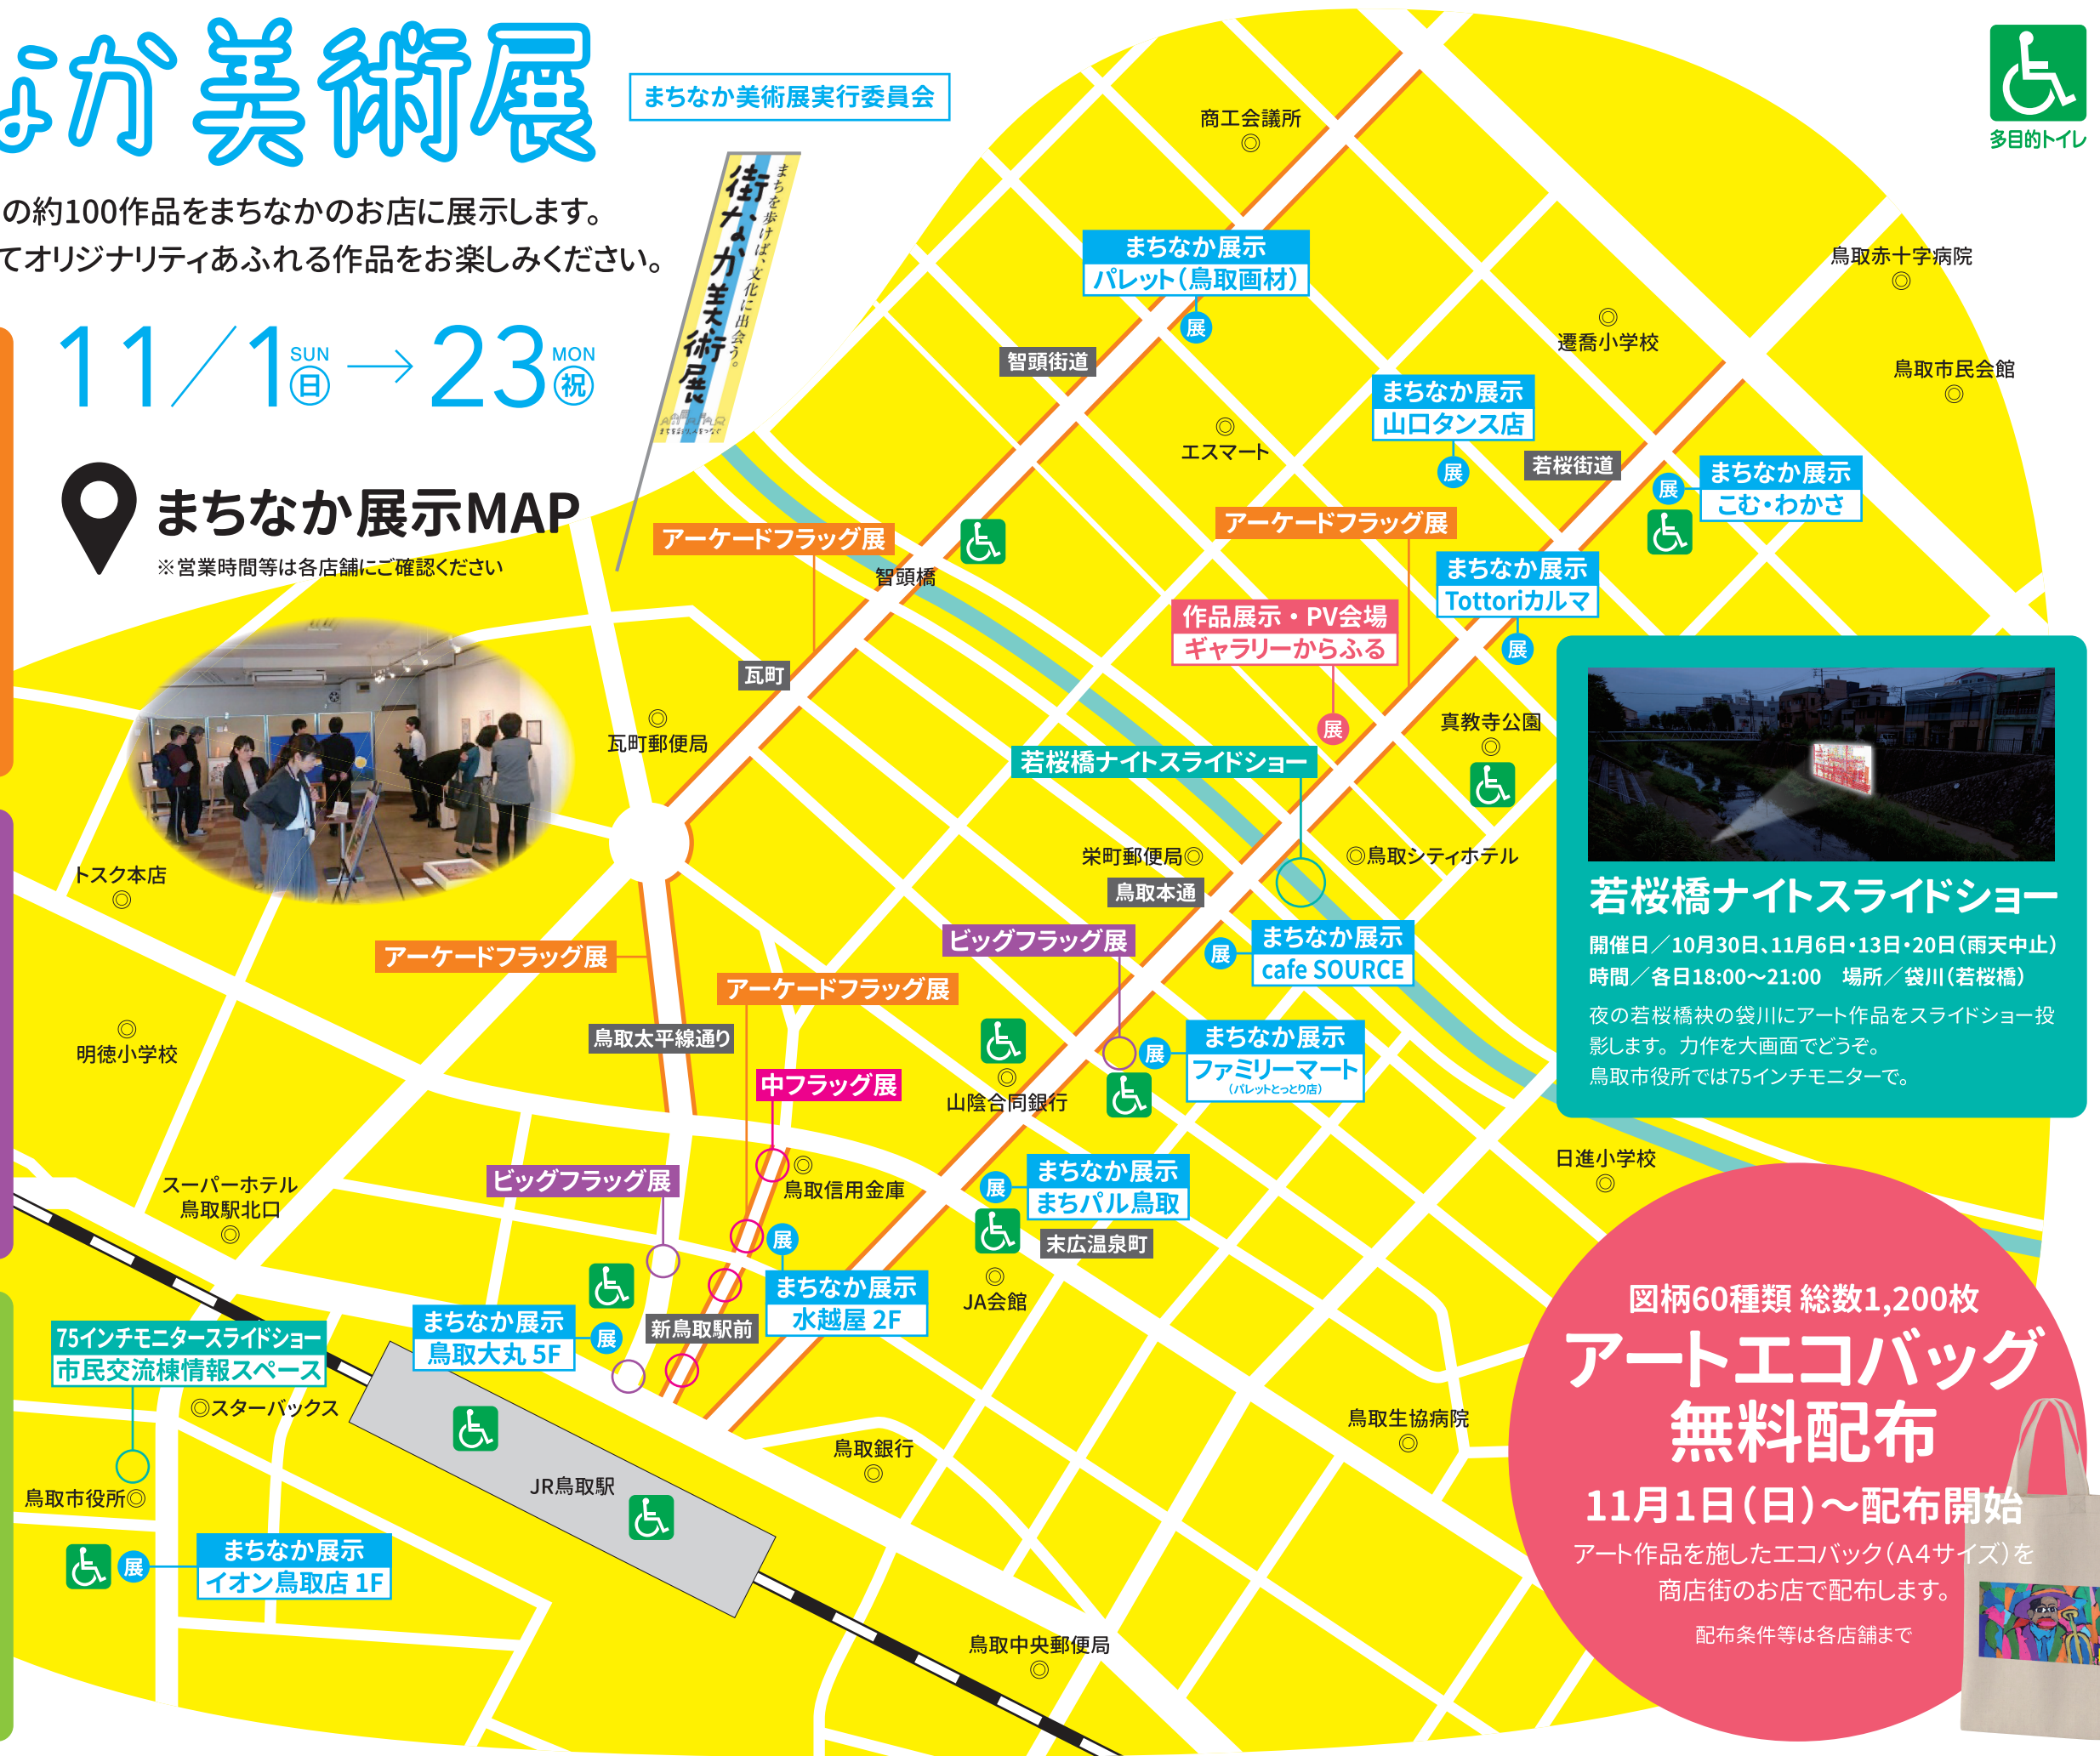 なか美術展
まちなか美術展実行委員会
の約100作品をまちなかのお店に展示します。
てオリジナリティあふれる作品をお楽しみください。
11/1 SUN 日 → 23 MON 祝
まちを歩けば、文化に出会う。
街なか美術展
まちなか展示MAP
※営業時間等は各店舗にご確認ください
多目的トイレ
商工会議所
◎
まちなか展示
パレット(鳥取画材)
展
智頭街道
鳥取赤十字病院
◎
◎
遷喬小学校
鳥取市民会館
◎
まちなか展示
山口タンス店
展
◎
エスマート
若桜街道
展
まちなか展示
こむ・わかさ
アーケードフラッグ展
アーケードフラッグ展
智頭橋
まちなか展示
Tottoriカルマ
展
作品展示・PV会場
ギャラリーからふる
展
瓦町
◎
瓦町郵便局
真教寺公園
◎
若桜橋ナイトスライドショー
栄町郵便局◎
◎鳥取シティホテル
鳥取本通
トスク本店
◎
アーケードフラッグ展
ビッグフラッグ展
展
まちなか展示
cafe SOURCE
アーケードフラッグ展
鳥取太平線通り
◎
明徳小学校
中フラッグ展
◎
山陰合同銀行
展
まちなか展示
ファミリーマート
(パレットとっとり店)
若桜橋ナイトスライドショー
開催日/10月30日、11月6日・13日・20日(雨天中止)
時間/各日18:00〜21:00 場所/袋川(若桜橋)
夜の若桜橋袂の袋川にアート作品をスライドショー投
影します。力作を大画面でどうぞ。
鳥取市役所では75インチモニターで。
日進小学校
◎
スーパーホテル
鳥取駅北口
◎
ビッグフラッグ展
◎
鳥取信用金庫
展
まちなか展示
まちパル鳥取
末広温泉町
◎
JA会館
展
まちなか展示
水越屋 2F
まちなか展示
鳥取大丸 5F
展
新鳥取駅前
75インチモニタースライドショー
市民交流棟情報スペース
◎スターバックス
鳥取市役所◎
JR鳥取駅
鳥取銀行
◎
鳥取生協病院
◎
展
まちなか展示
イオン鳥取店 1F
鳥取中央郵便局
◎
図柄60種類 総数1,200枚
アートエコバッグ
無料配布
11月1日(日)〜配布開始
アート作品を施したエコバック(A4サイズ)を
商店街のお店で配布します。
配布条件等は各店舗まで